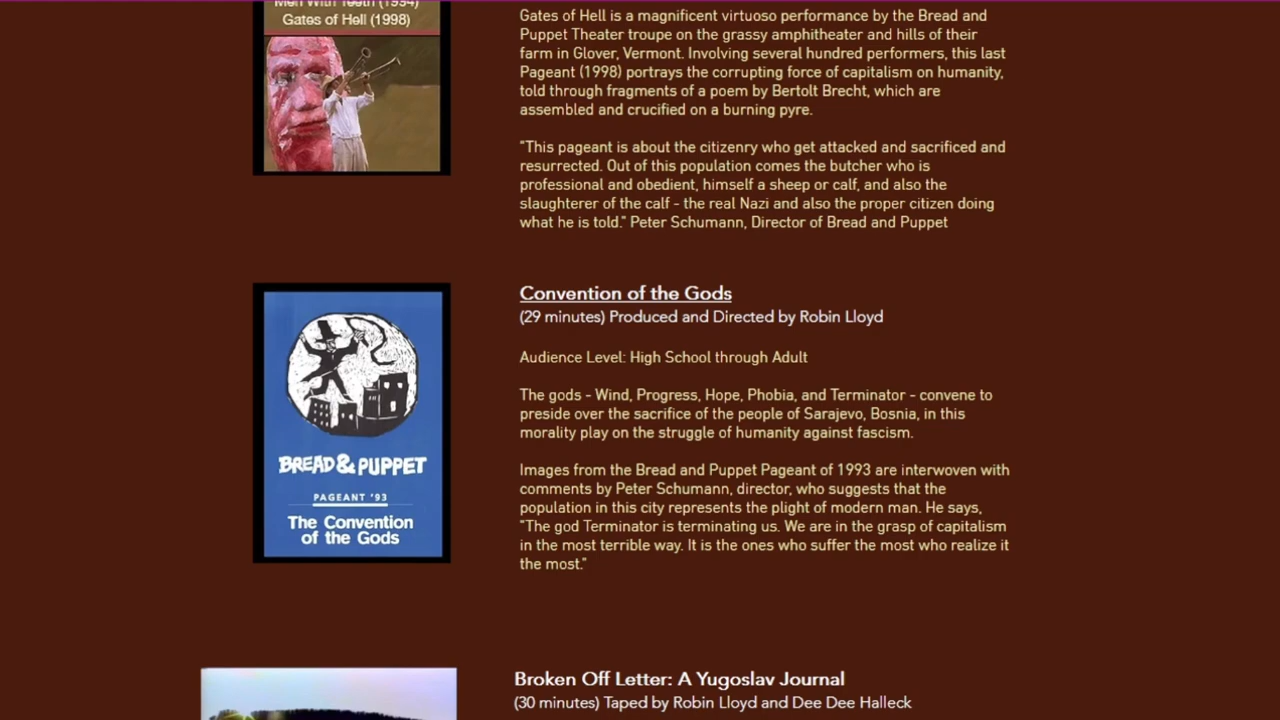 Men With Teeth (1994)
Gates of Hell (1998)
Gates of Hell is a magnificent virtuoso performance by the Bread and
Puppet Theater troupe on the grassy amphitheater and hills of their
farm in Glover, Vermont. Involving several hundred performers, this last
Pageant (1998) portrays the corrupting force of capitalism on humanity,
told through fragments of a poem by Bertolt Brecht, which are
assembled and crucified on a burning pyre.
"This pageant is about the citizenry who get attacked and sacrificed and
resurrected. Out of this population comes the butcher who is
professional and obedient, himself a sheep or calf, and also the
slaughterer of the calf - the real Nazi and also the proper citizen doing
what he is told." Peter Schumann, Director of Bread and Puppet
BREAD & PUPPET
PAGEANT '93
The Convention
of the Gods
Convention of the Gods
(29 minutes) Produced and Directed by Robin Lloyd
Audience Level: High School through Adult
The gods - Wind, Progress, Hope, Phobia, and Terminator - convene to
preside over the sacrifice of the people of Sarajevo, Bosnia, in this
morality play on the struggle of humanity against fascism.
Images from the Bread and Puppet Pageant of 1993 are interwoven with
comments by Peter Schumann, director, who suggests that the
population in this city represents the plight of modern man. He says,
"The god Terminator is terminating us. We are in the grasp of capitalism
in the most terrible way. It is the ones who suffer the most who realize it
the most."
Broken Off Letter: A Yugoslav Journal
(30 minutes) Taped by Robin Lloyd and Dee Dee Halleck